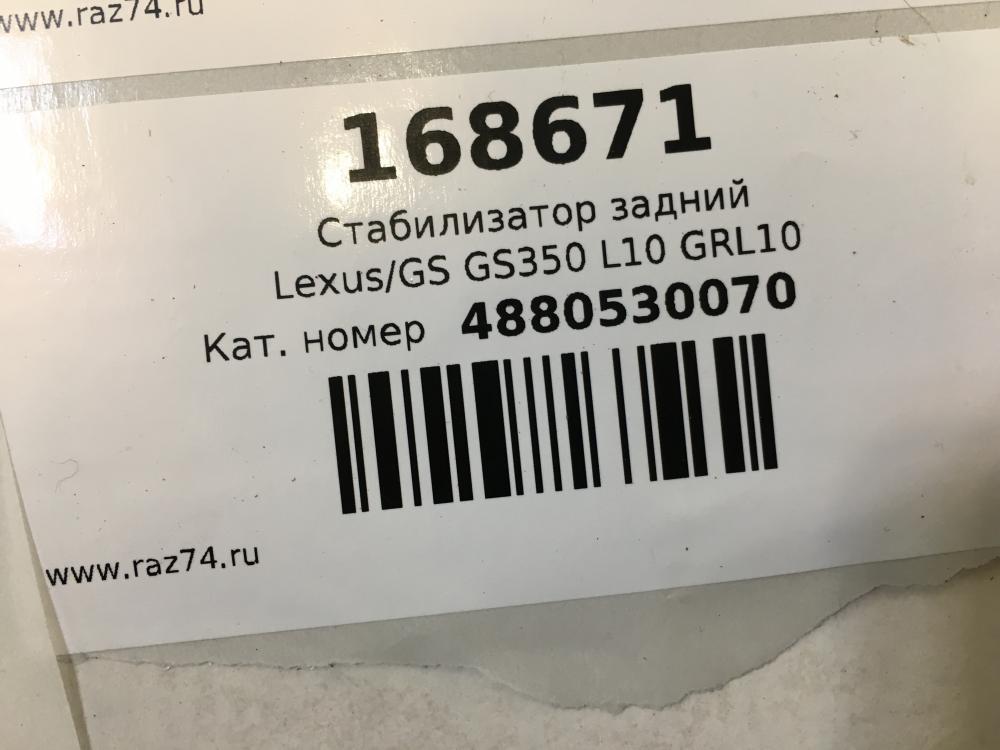 www.raz74.ru
168671
Стабилизатор задний
Lexus/GS GS350 L10 GRL10
Кат. номер 4880530070
www.raz74.ru